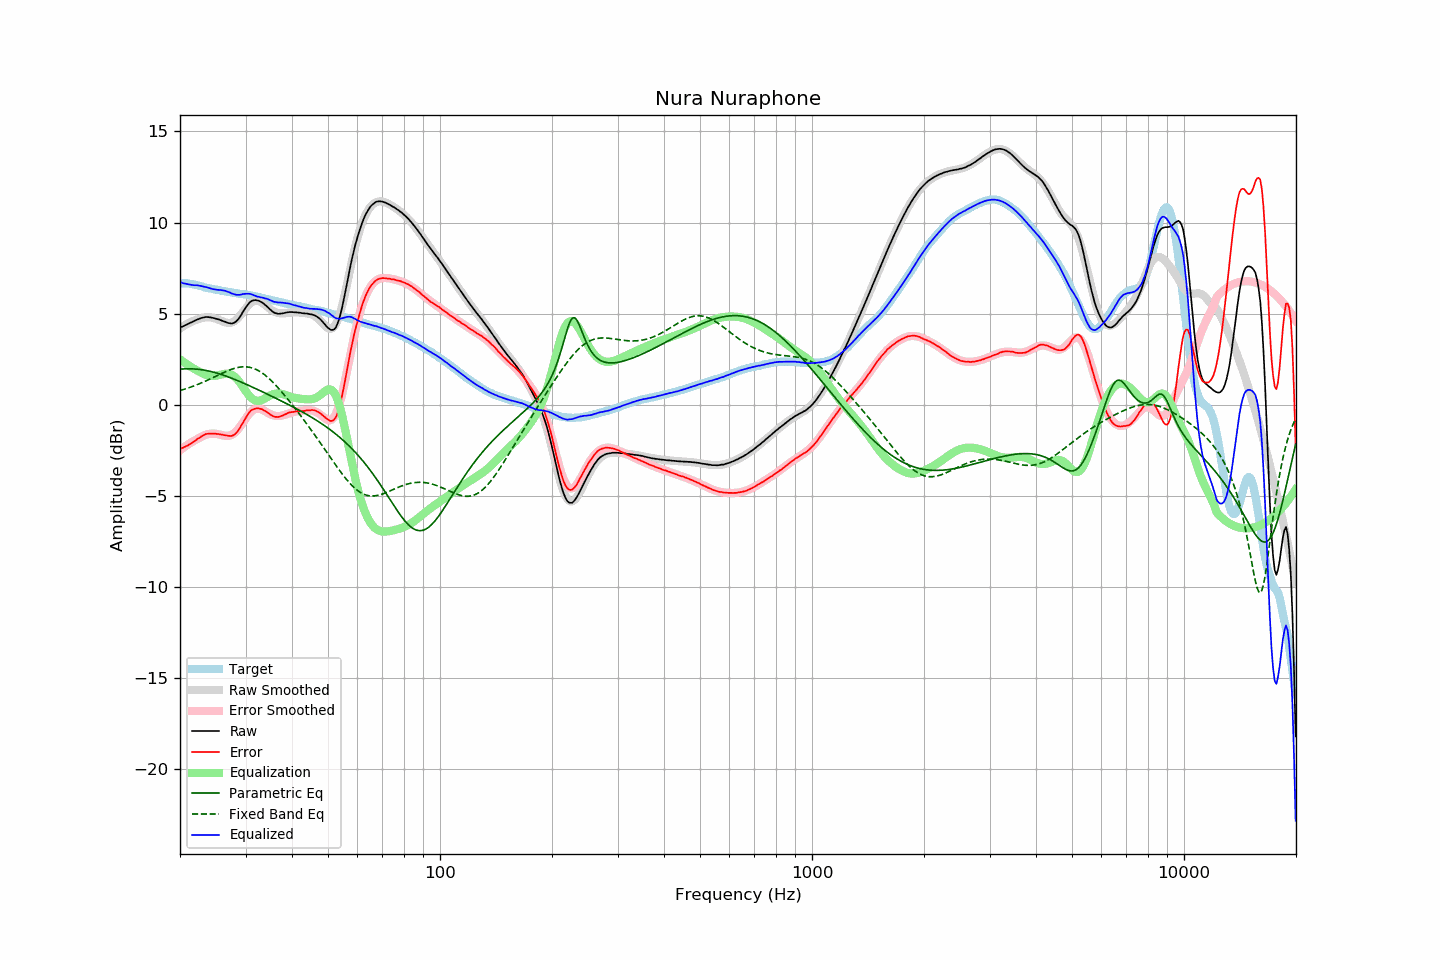 Nura Nuraphone
15
10
5
0
−5
−10
−15
−20
Amplitude (dBr)
Target
Raw Smoothed
Error Smoothed
Raw
Error
Equalization
Parametric Eq
Fixed Band Eq
Equalized
100
1000
10000
Frequency (Hz)